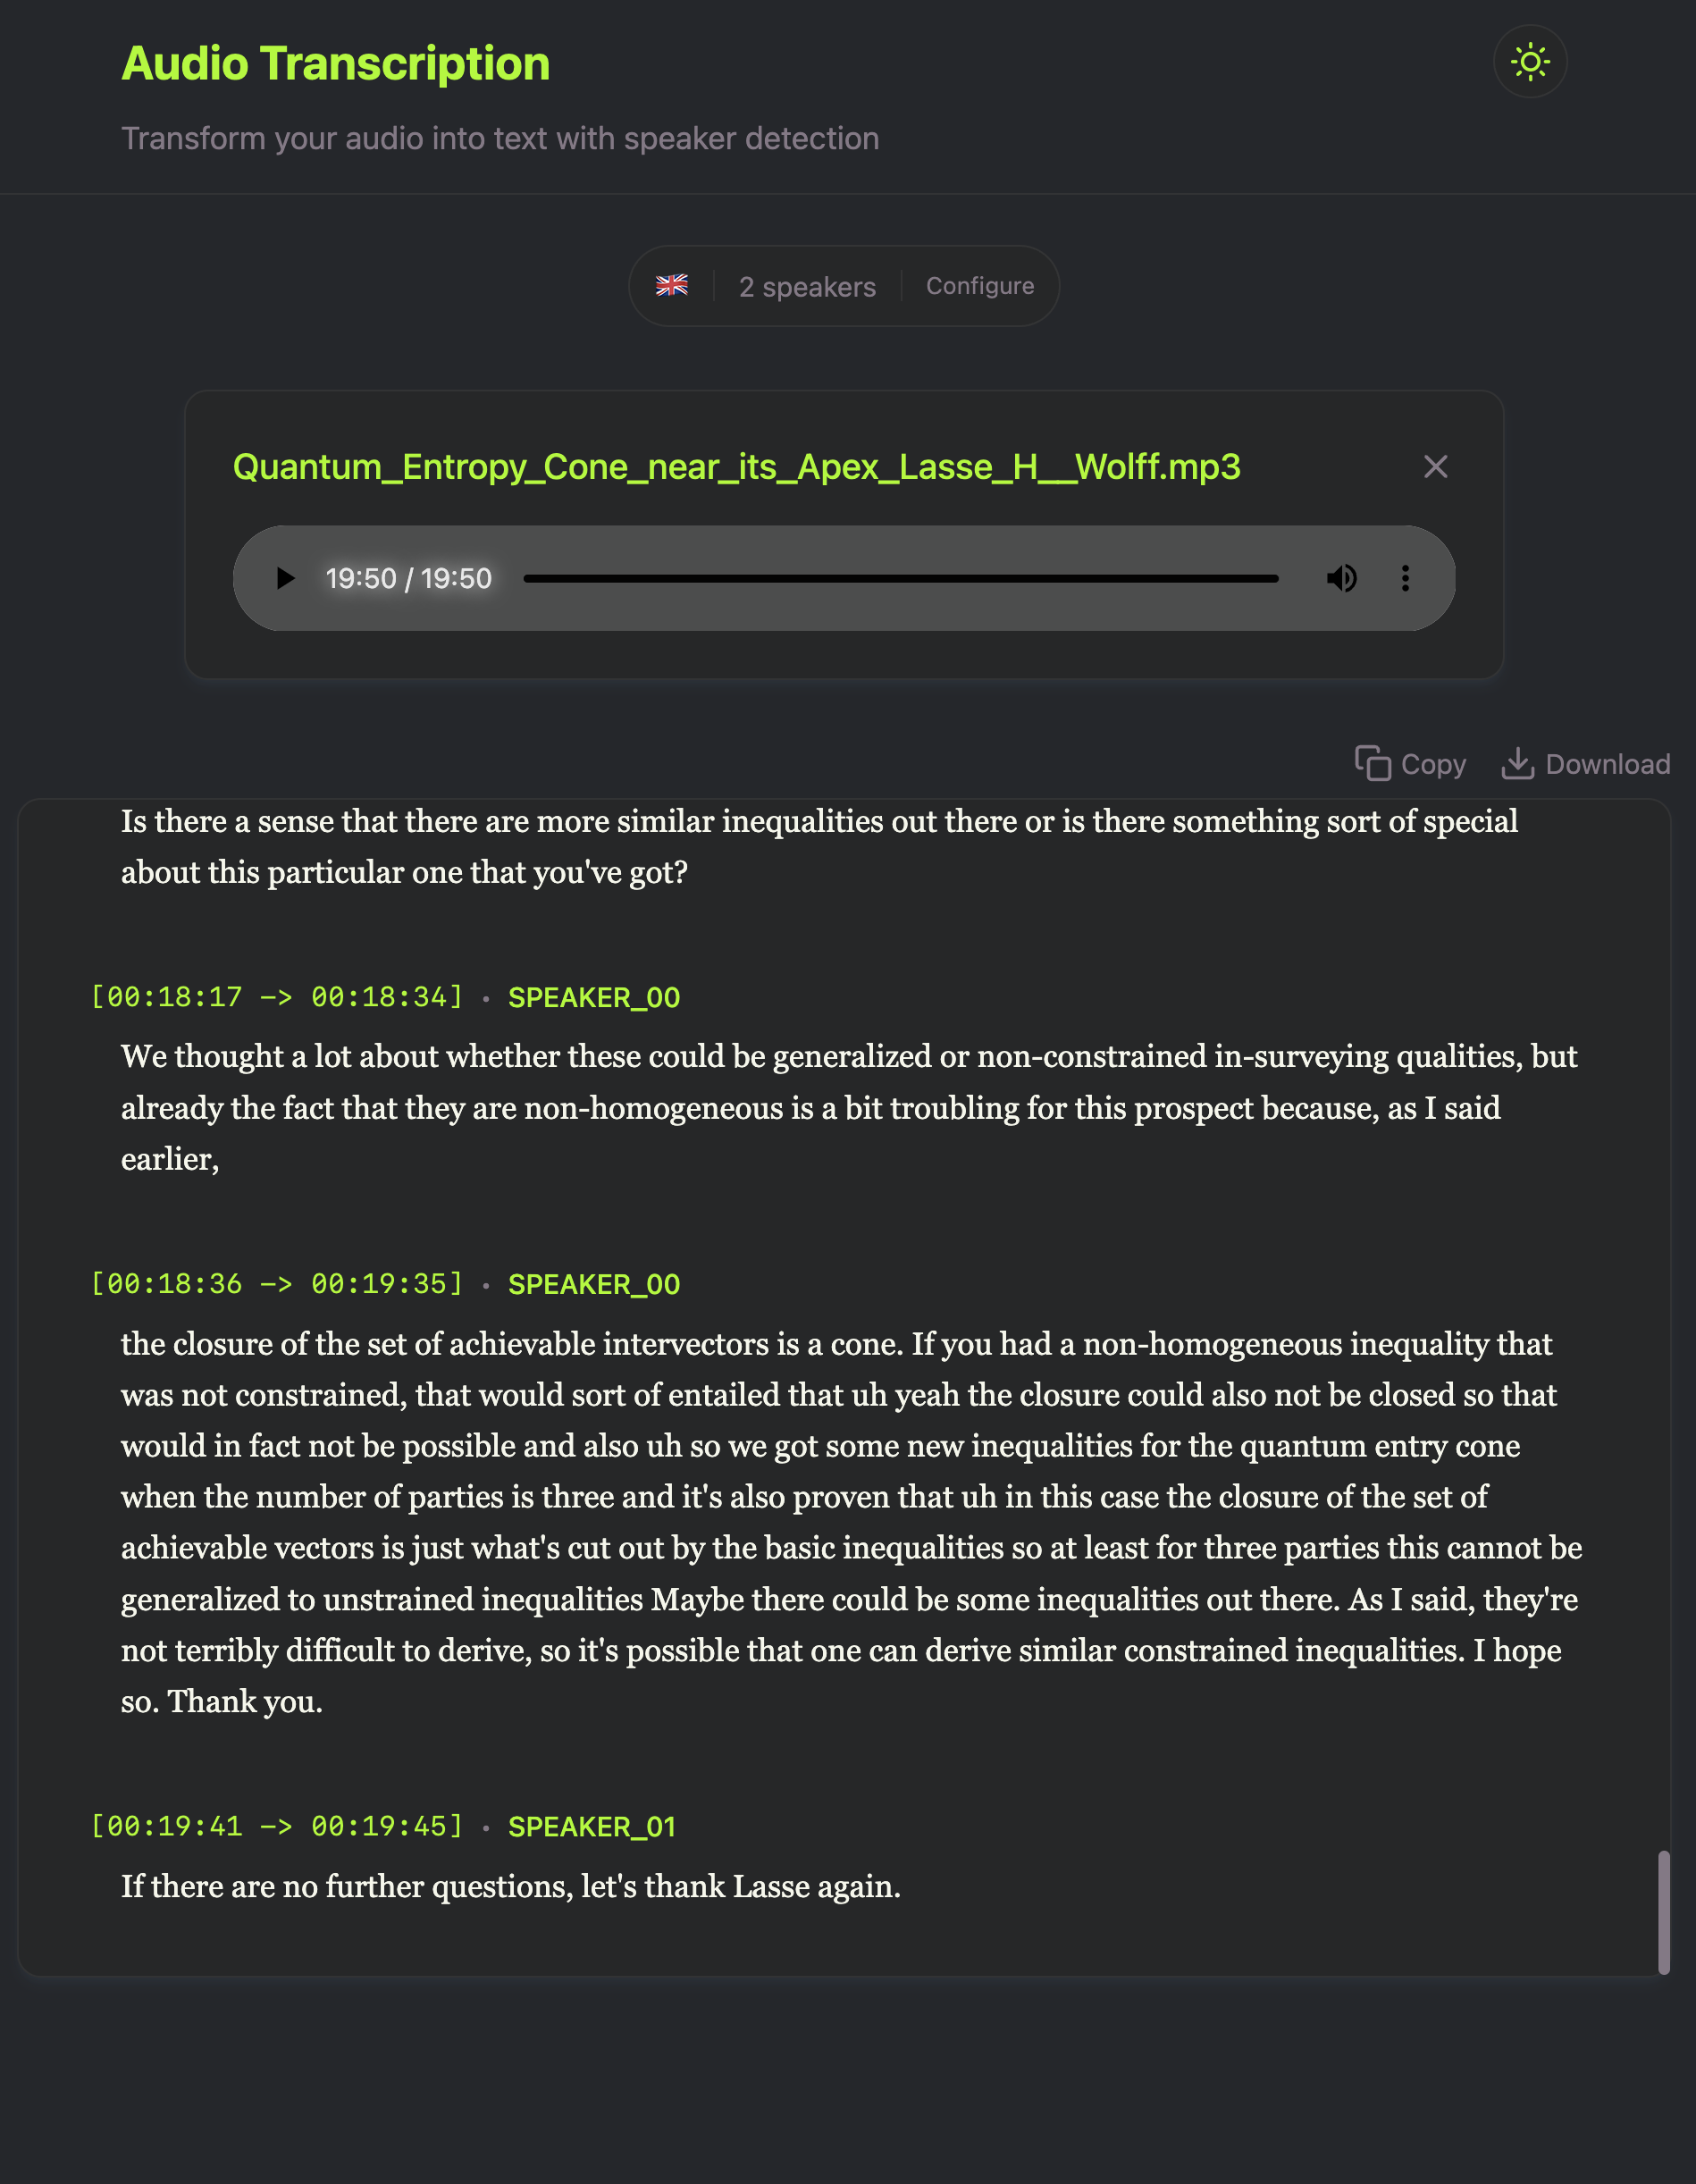 Audio Transcription
Transform your audio into text with speaker detection
2 speakers
Configure
Quantum_Entropy_Cone_near_its_Apex_Lasse_H__Wolff.mp3
19:50 / 19:50
Copy
Download
Is there a sense that there are more similar inequalities out there or is there something sort of special
about this particular one that you've got?
[00:18:17 —> 00:18:34] • SPEAKER_00
We thought a lot about whether these could be generalized or non-constrained in-surveying qualities, but
already the fact that they are non-homogeneous is a bit troubling for this prospect because, as I said
earlier,
[00:18:36 —> 00:19:35] • SPEAKER_00
the closure of the set of achievable intervectors is a cone. If you had a non-homogeneous inequality that
was not constrained, that would sort of entailed that uh yeah the closure could also not be closed so that
would in fact not be possible and also uh so we got some new inequalities for the quantum entry cone
when the number of parties is three and it's also proven that uh in this case the closure of the set of
achievable vectors is just what's cut out by the basic inequalities so at least for three parties this cannot be
generalized to unstrained inequalities Maybe there could be some inequalities out there. As I said, they're
not terribly difficult to derive, so it's possible that one can derive similar constrained inequalities. I hope
so. Thank you.
[00:19:41 —> 00:19:45] • SPEAKER_01
If there are no further questions, let's thank Lasse again.